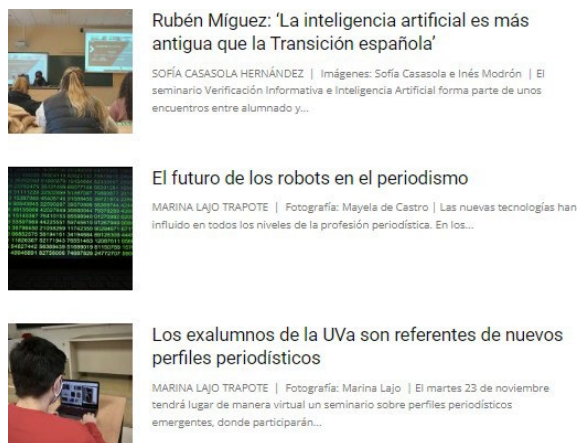 Rubén Míguez: ‘La inteligencia artificial es más
antigua que la Transición española’
SOFÍA CASASOLA HERNÁNDEZ | Imágenes: Sofía Casasola e Inés Modrón | El
seminario Verificación Informativa e Inteligencia Artificial forma parte de unos
encuentros entre alumnado y...
El futuro de los robots en el periodismo
MARINA LAJO TRAPOTE | Fotografía: Mayela de Castro | Las nuevas tecnologías han
influido en todos los niveles de la profesión periodística. En los...
Los exalumnos de la UVa son referentes de nuevos
perfiles periodísticos
MARINA LAJO TRAPOTE | Fotografía: Marina Lajo | El martes 23 de noviembre
tendrá lugar de manera virtual un seminario sobre perfiles periodísticos
emergentes, donde participarán...